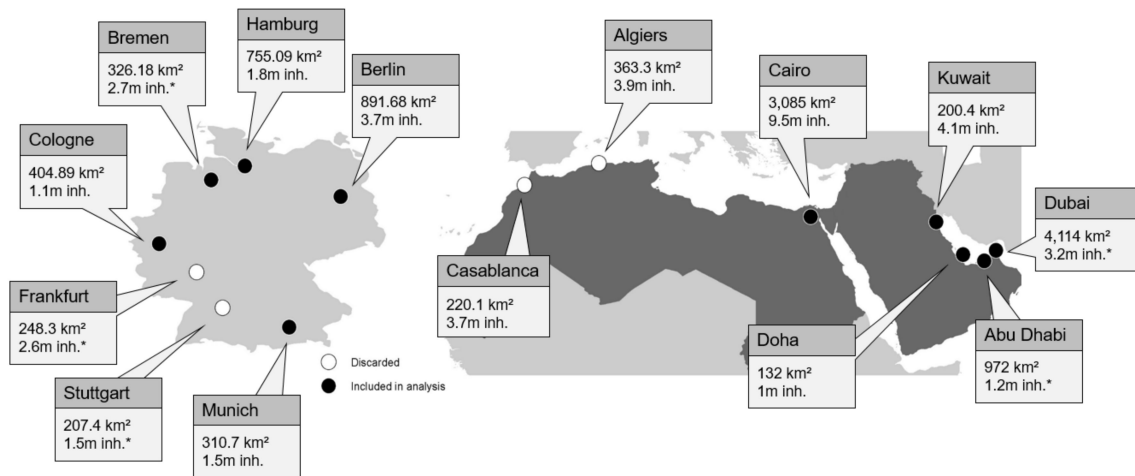 Hamburg
755.09 km²
1.8m inh.
Bremen
326.18 km²
2.7m inh.*
Berlin
891.68 km²
3.7m inh.
Cologne
404.89 km²
1.1m inh.
Frankfurt
248.3 km²
2.6m inh.*
Stuttgart
207.4 km²
1.5m inh.*
Munich
310.7 km²
1.5m inh.
Discarded
Included in analysis
Algiers
363.3 km²
3.9m inh.
Cairo
3,085 km²
9.5m inh.
Kuwait
200.4 km²
4.1m inh.
Dubai
4,114 km²
3.2m inh.*
Casablanca
220.1 km²
3.7m inh.
Doha
132 km²
1m inh.
Abu Dhabi
972 km²
1.2m inh.*